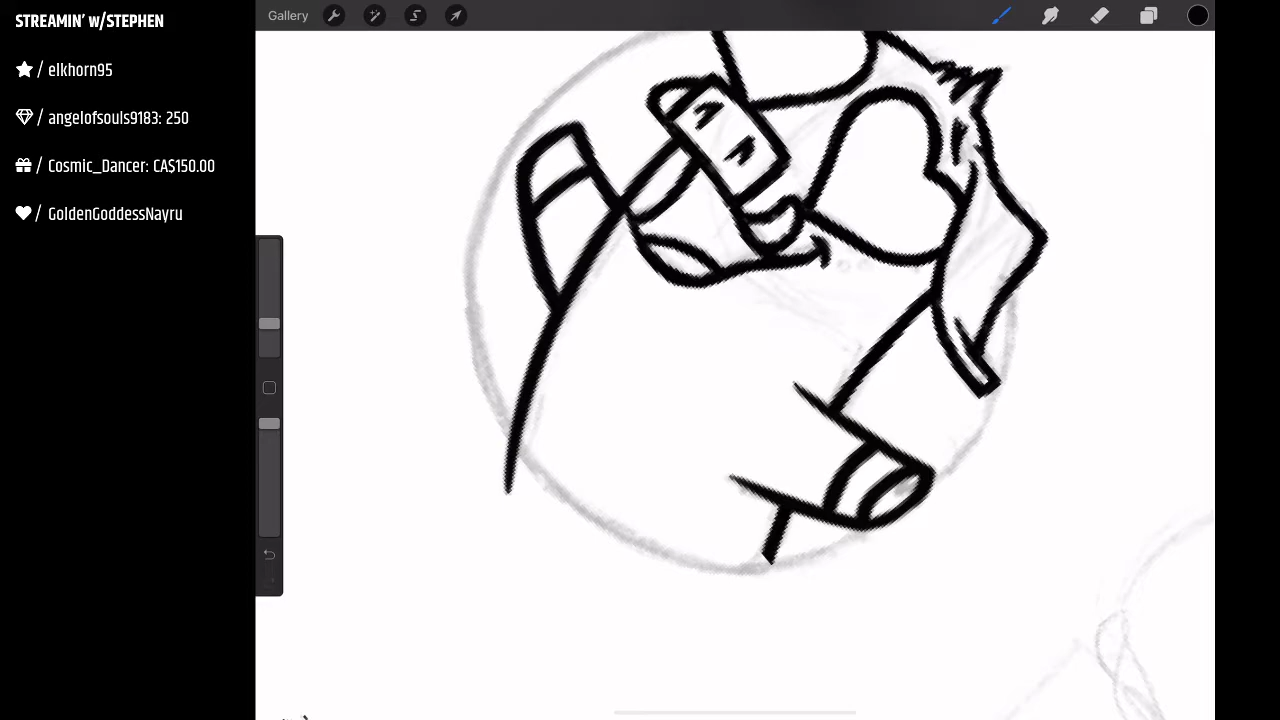 STREAMIN' w/STEPHEN
/ elkhorn95
/ angelofsouls9183: 250
/ Cosmic_Dancer: CA$150.00
/ GoldenGoddessNayru
Gallery